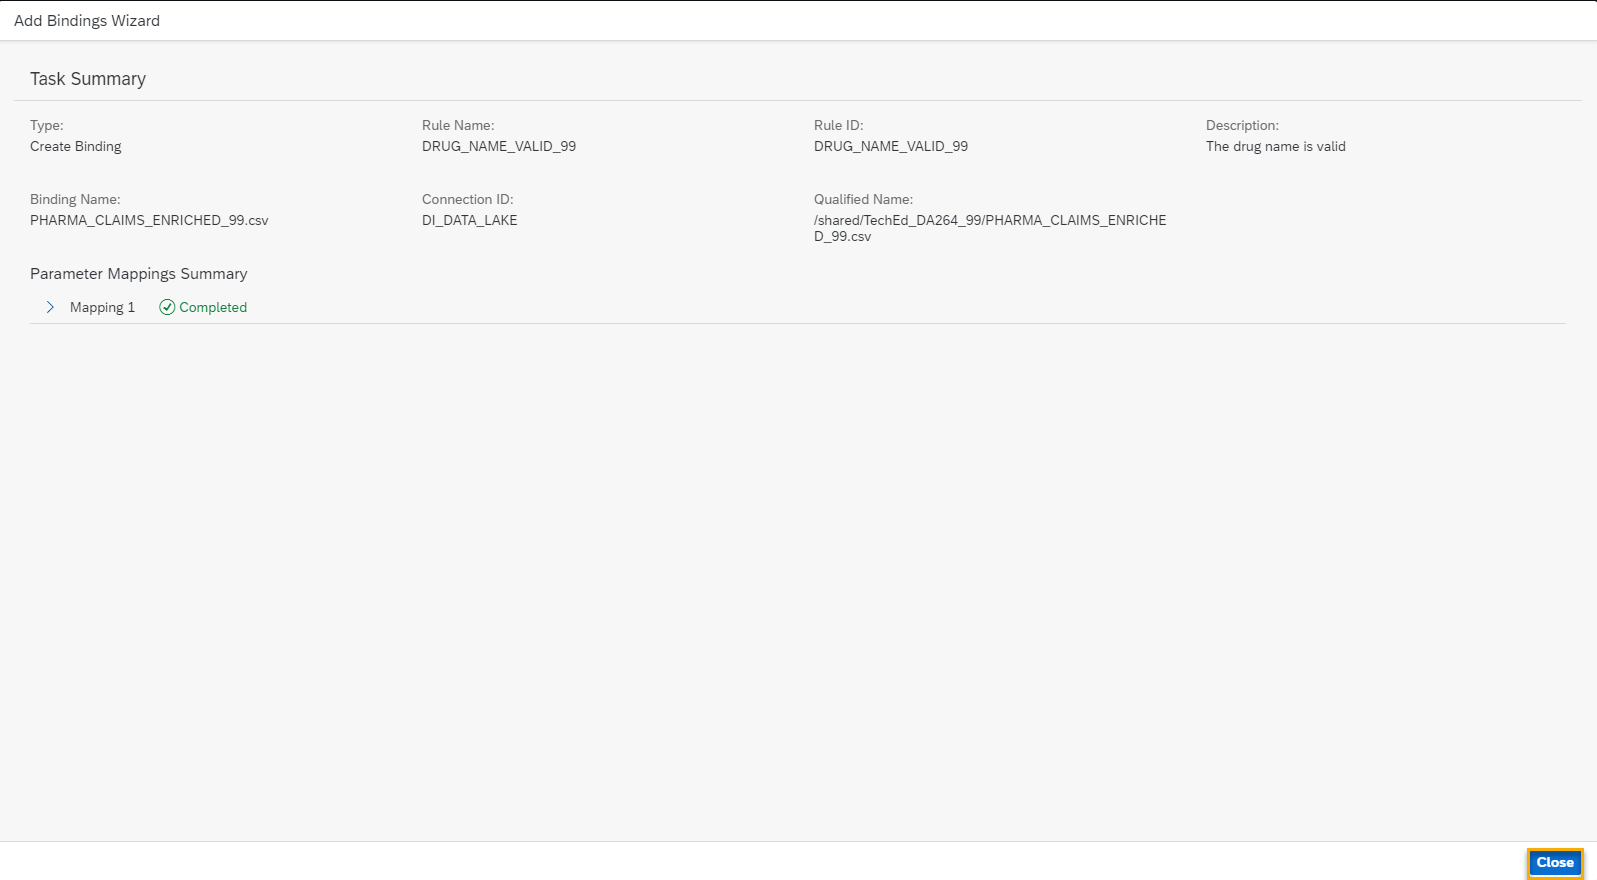 Add Bindings Wizard
Task Summary
Type:
Create Binding
Rule Name:
DRUG_NAME_VALID_99
Rule ID:
DRUG_NAME_VALID_99
Description:
The drug name is valid
Binding Name:
PHARMA_CLAIMS_ENRICHED_99.csv
Connection ID:
DI_DATA_LAKE
Qualified Name:
/shared/TechEd_DA264_99/PHARMA_CLAIMS_ENRICHE
D_99.csv
Parameter Mappings Summary
Mapping 1 Completed
Close